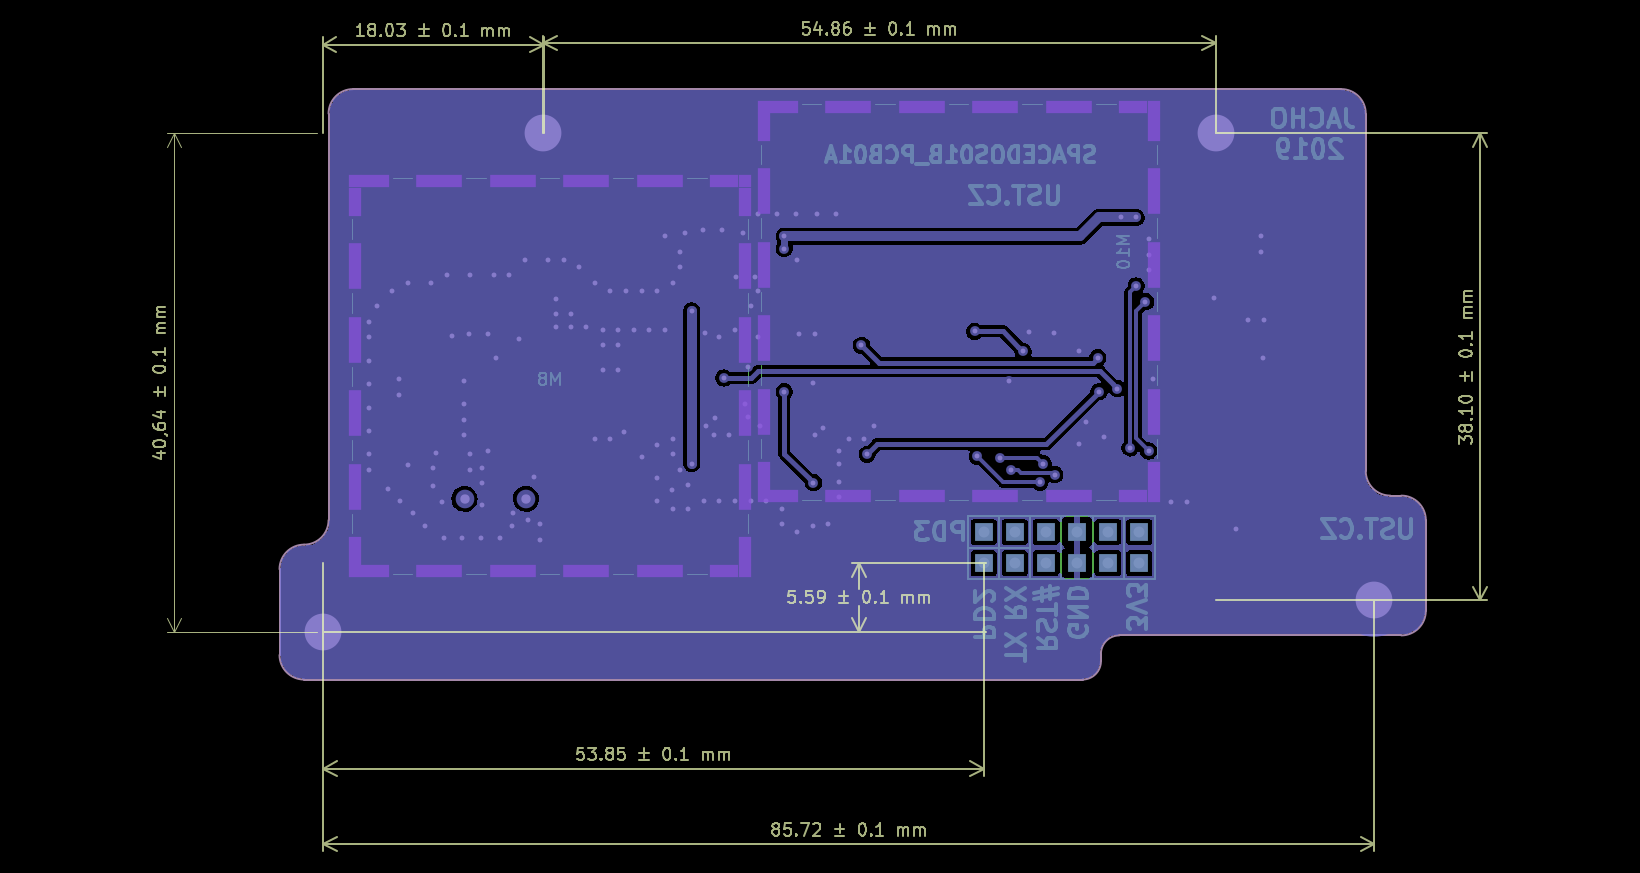 54.86 ± 0.1 mm
18.03 ± 0.1 mm
JACHO
2019
SPACEDOS01B_PCB01A
UST.CZ
M10
40,64 ± 0.1 mm
38.10 ± 0.1 mm
M8
PD3
UST.CZ
5.59 ± 0.1 mm
PD2
TX RX
RST#
GND
3V3
53.85 ± 0.1 mm
85.72 ± 0.1 mm